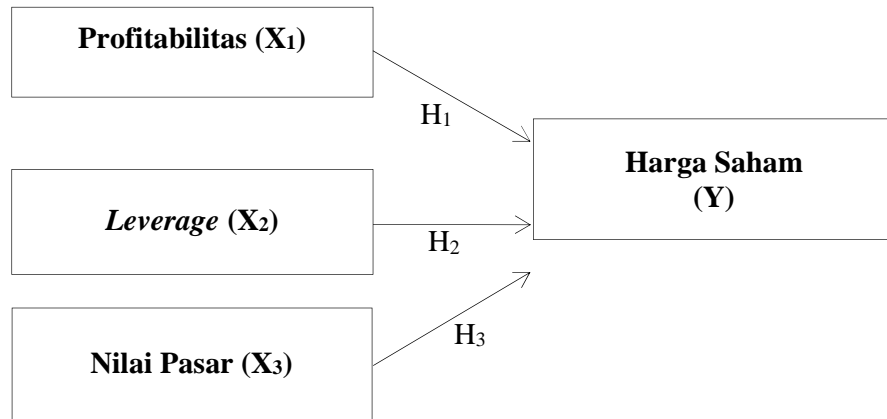 Profitabilitas (X1)
H1
Harga Saham
(Y)
Leverage (X2)
H2
H3
Nilai Pasar (X3)